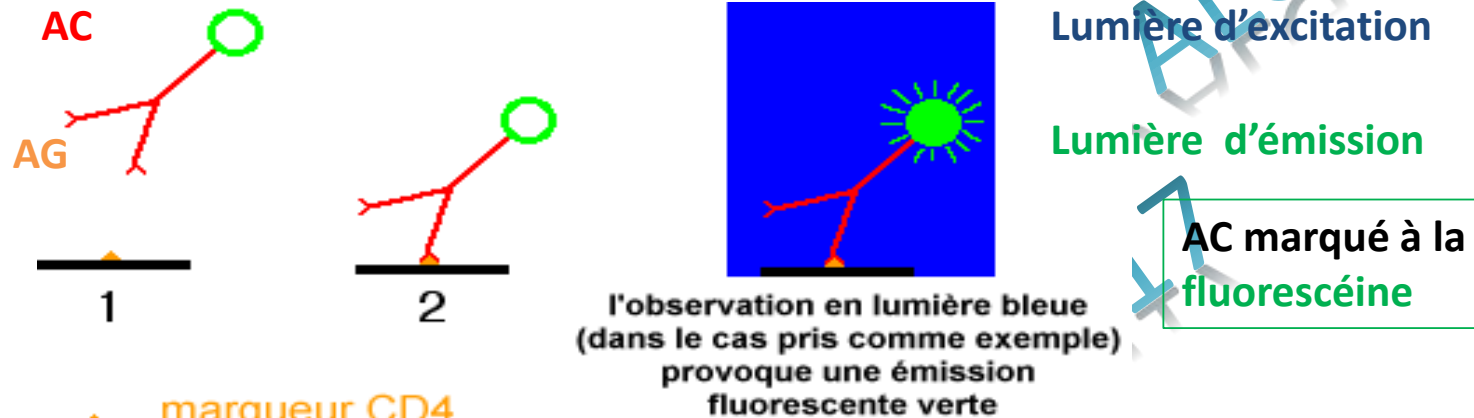 AC
AG
1
2
l'observation en lumière bleue
(dans le cas pris comme exemple)
provoque une émission
fluorescente verte
Lumière d'excitation
Lumière d'émission
AC marqué à la
fluorescéine
marqueur CD4